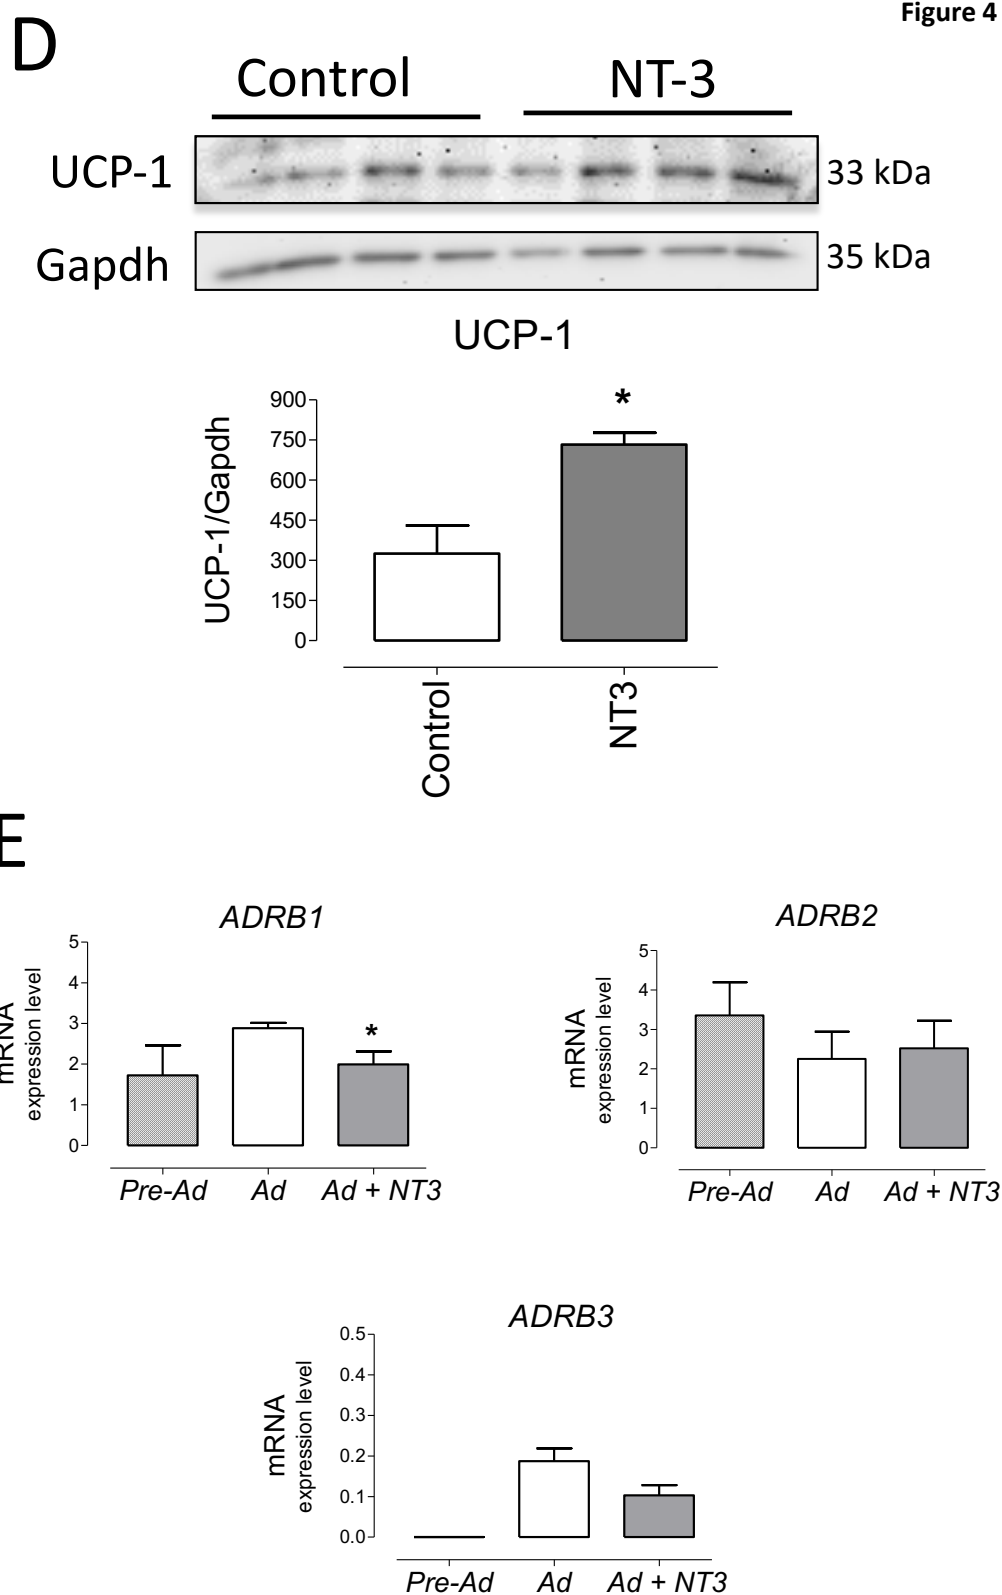 Figure 4
D
Control NT-3
UCP-1 33 kDa
Gapdh 35 kDa
UCP-1
900
750
600
450
300
150
0
UCP-1/Gapdh
Control NT3
E
ADRB1
5
4
3
2
1
0
mRNA
expression level
*
*
Pre-Ad Ad Ad + NT3
ADRB2
5
4
3
2
1
0
mRNA
expression level
Pre-Ad Ad Ad + NT3
ADRB3
0.5
0.4
0.3
0.2
0.1
0.0
mRNA
expression level
Pre-Ad Ad Ad + NT3